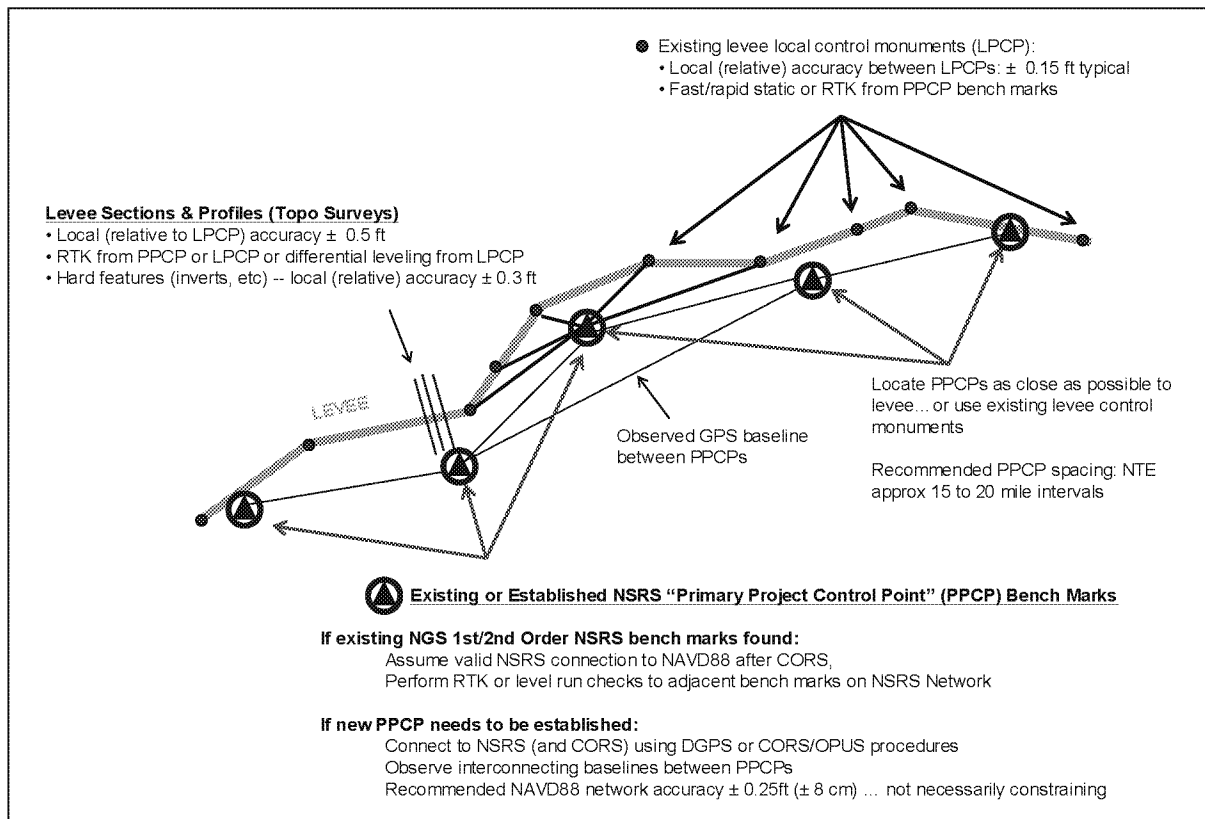 Existing levee local control monuments (LPCP):
• Local (relative) accuracy between LPCPs: ± 0.15 ft typical
• Fast/rapid static or RTK from PPCP bench marks
Levee Sections & Profiles (Topo Surveys)
• Local (relative to LPCP) accuracy ± 0.5 ft
• RTK from PPCP or LPCP or differential leveling from LPCP
• Hard features (inverts, etc) -- local (relative) accuracy ± 0.3 ft
LEVEE
Observed GPS baseline
between PPCPs
Locate PPCPs as close as possible to
levee... or use existing levee control
monuments
Recommended PPCP spacing: NTE
approx 15 to 20 mile intervals
Existing or Established NSRS “Primary Project Control Point” (PPCP) Bench Marks
If existing NGS 1st/2nd Order NSRS bench marks found:
Assume valid NSRS connection to NAVD88 after CORS,
Perform RTK or level run checks to adjacent bench marks on NSRS Network
If new PPCP needs to be established:
Connect to NSRS (and CORS) using DGPS or CORS/OPUS procedures
Observe interconnecting baselines between PPCPs
Recommended NAVD88 network accuracy ± 0.25ft (± 8 cm) ... not necessarily constraining